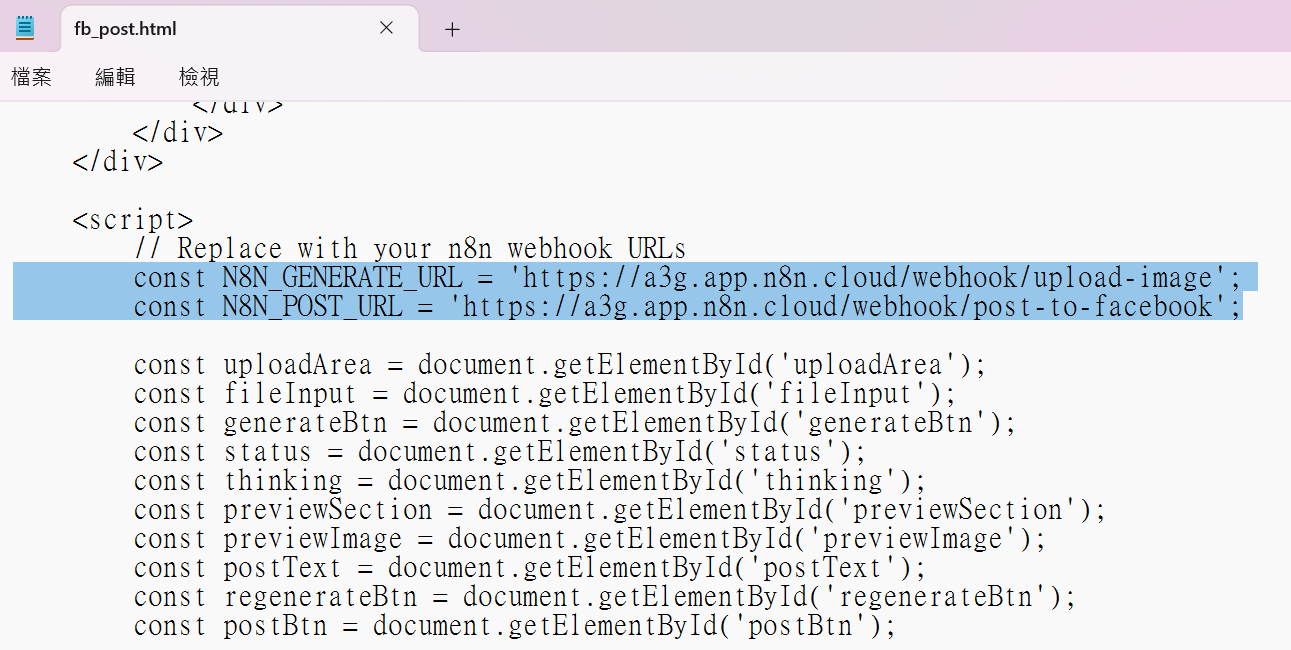 fb_post.html
檔案 編輯 檢視
</div>
</div>
</div>
<script>
// Replace with your n8n webhook URLs
const N8N_GENERATE_URL = 'https://a3g.app.n8n.cloud/webhook/upload-image';
const N8N_POST_URL = 'https://a3g.app.n8n.cloud/webhook/post-to-facebook';
const uploadArea = document.getElementById('uploadArea');
const fileInput = document.getElementById('fileInput');
const generateBtn = document.getElementById('generateBtn');
const status = document.getElementById('status');
const thinking = document.getElementById('thinking');
const previewSection = document.getElementById('previewSection');
const previewImage = document.getElementById('previewImage');
const postText = document.getElementById('postText');
const regenerateBtn = document.getElementById('regenerateBtn');
const postBtn = document.getElementById('postBtn');